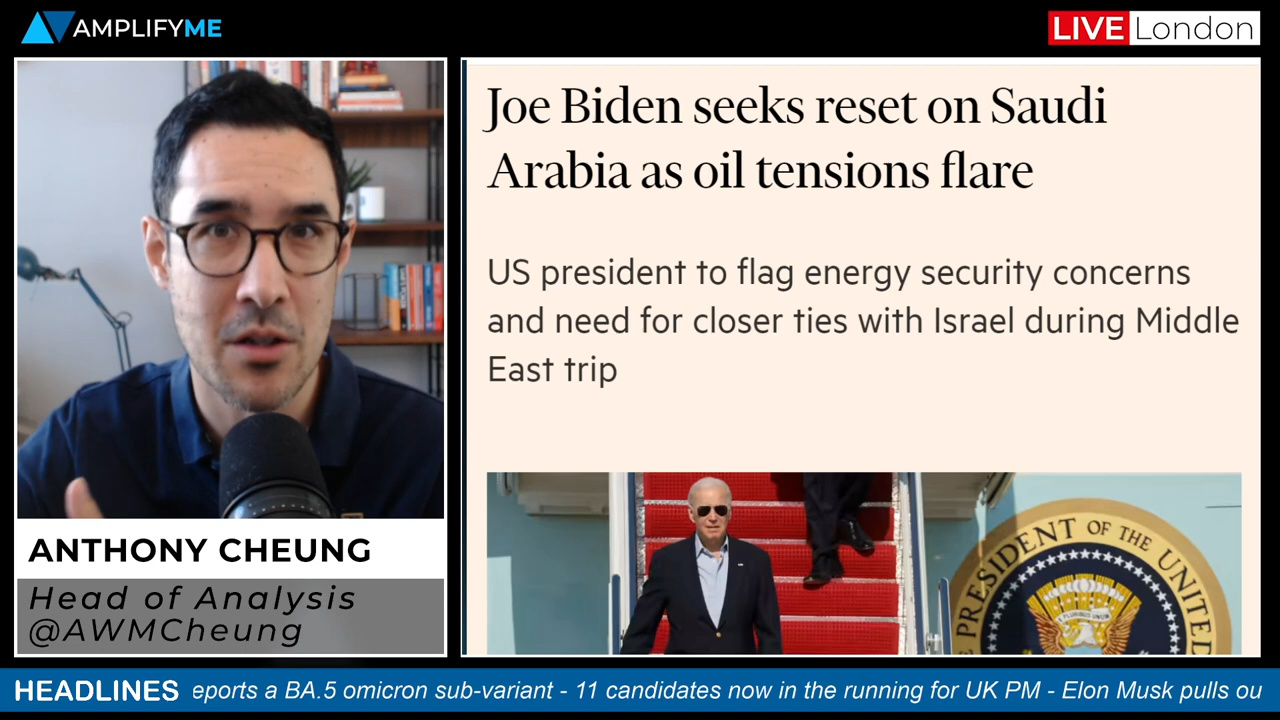 AMPLIFYME
LIVE London
Joe Biden seeks reset on Saudi
Arabia as oil tensions flare
US president to flag energy security concerns
and need for closer ties with Israel during Middle
East trip
PRESIDENT OF THE UNITED
ANTHONY CHEUNG
Head of Analysis
@AWMCheung
HEADLINES eports a BA.5 omicron sub-variant - 11 candidates now in the running for UK PM - Elon Musk pulls ou